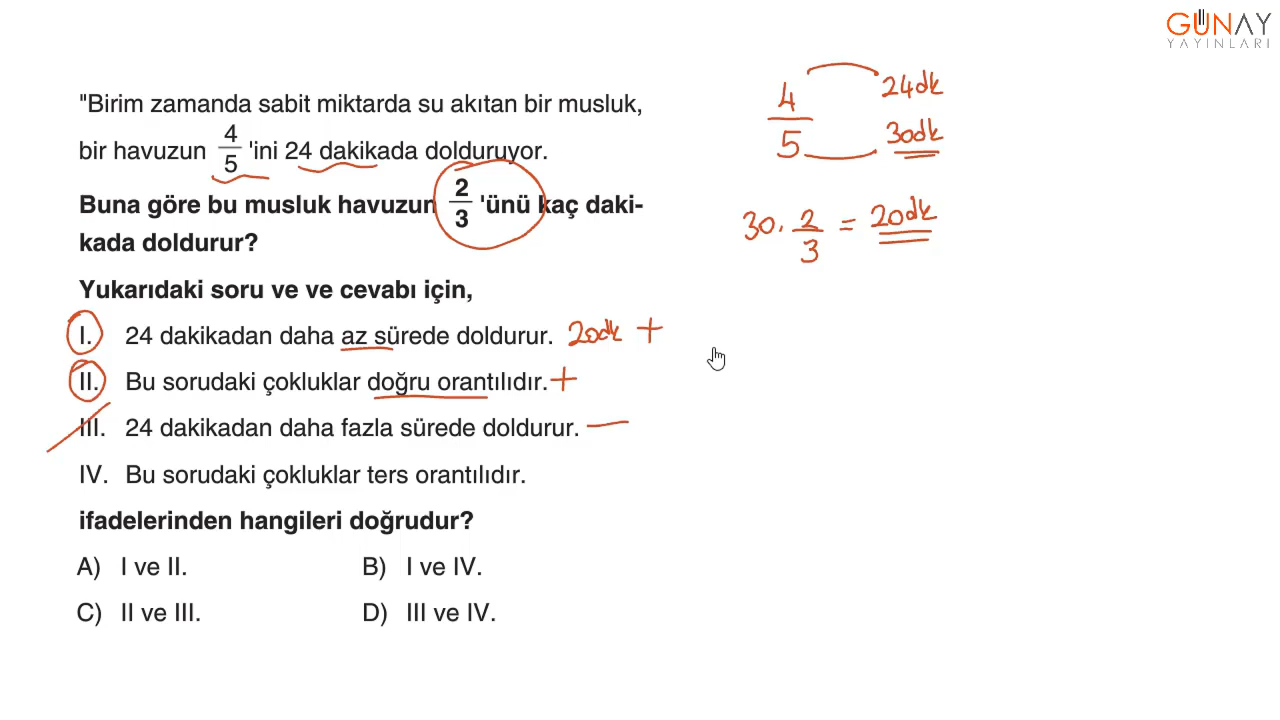 GÜNAY
YAYINLARI
"Birim zamanda sabit miktarda su akıtan bir musluk,
bir havuzun 4/5 'ini 24 dakikada dolduruyor.
Buna göre bu musluk havuzun 2/3 'ünü kaç daki-
kada doldurur?
Yukarıdaki soru ve ve cevabı için,
I. 24 dakikadan daha az sürede doldurur. 20dk +
II. Bu sorudaki çokluklar doğru orantılıdır. +
III. 24 dakikadan daha fazla sürede doldurur. —
IV. Bu sorudaki çokluklar ters orantılıdır.
ifadelerinden hangileri doğrudur?
A) I ve II. B) I ve IV.
C) II ve III. D) III ve IV.
4 24dk
5 30dk
30 . 2/3 = 20dk